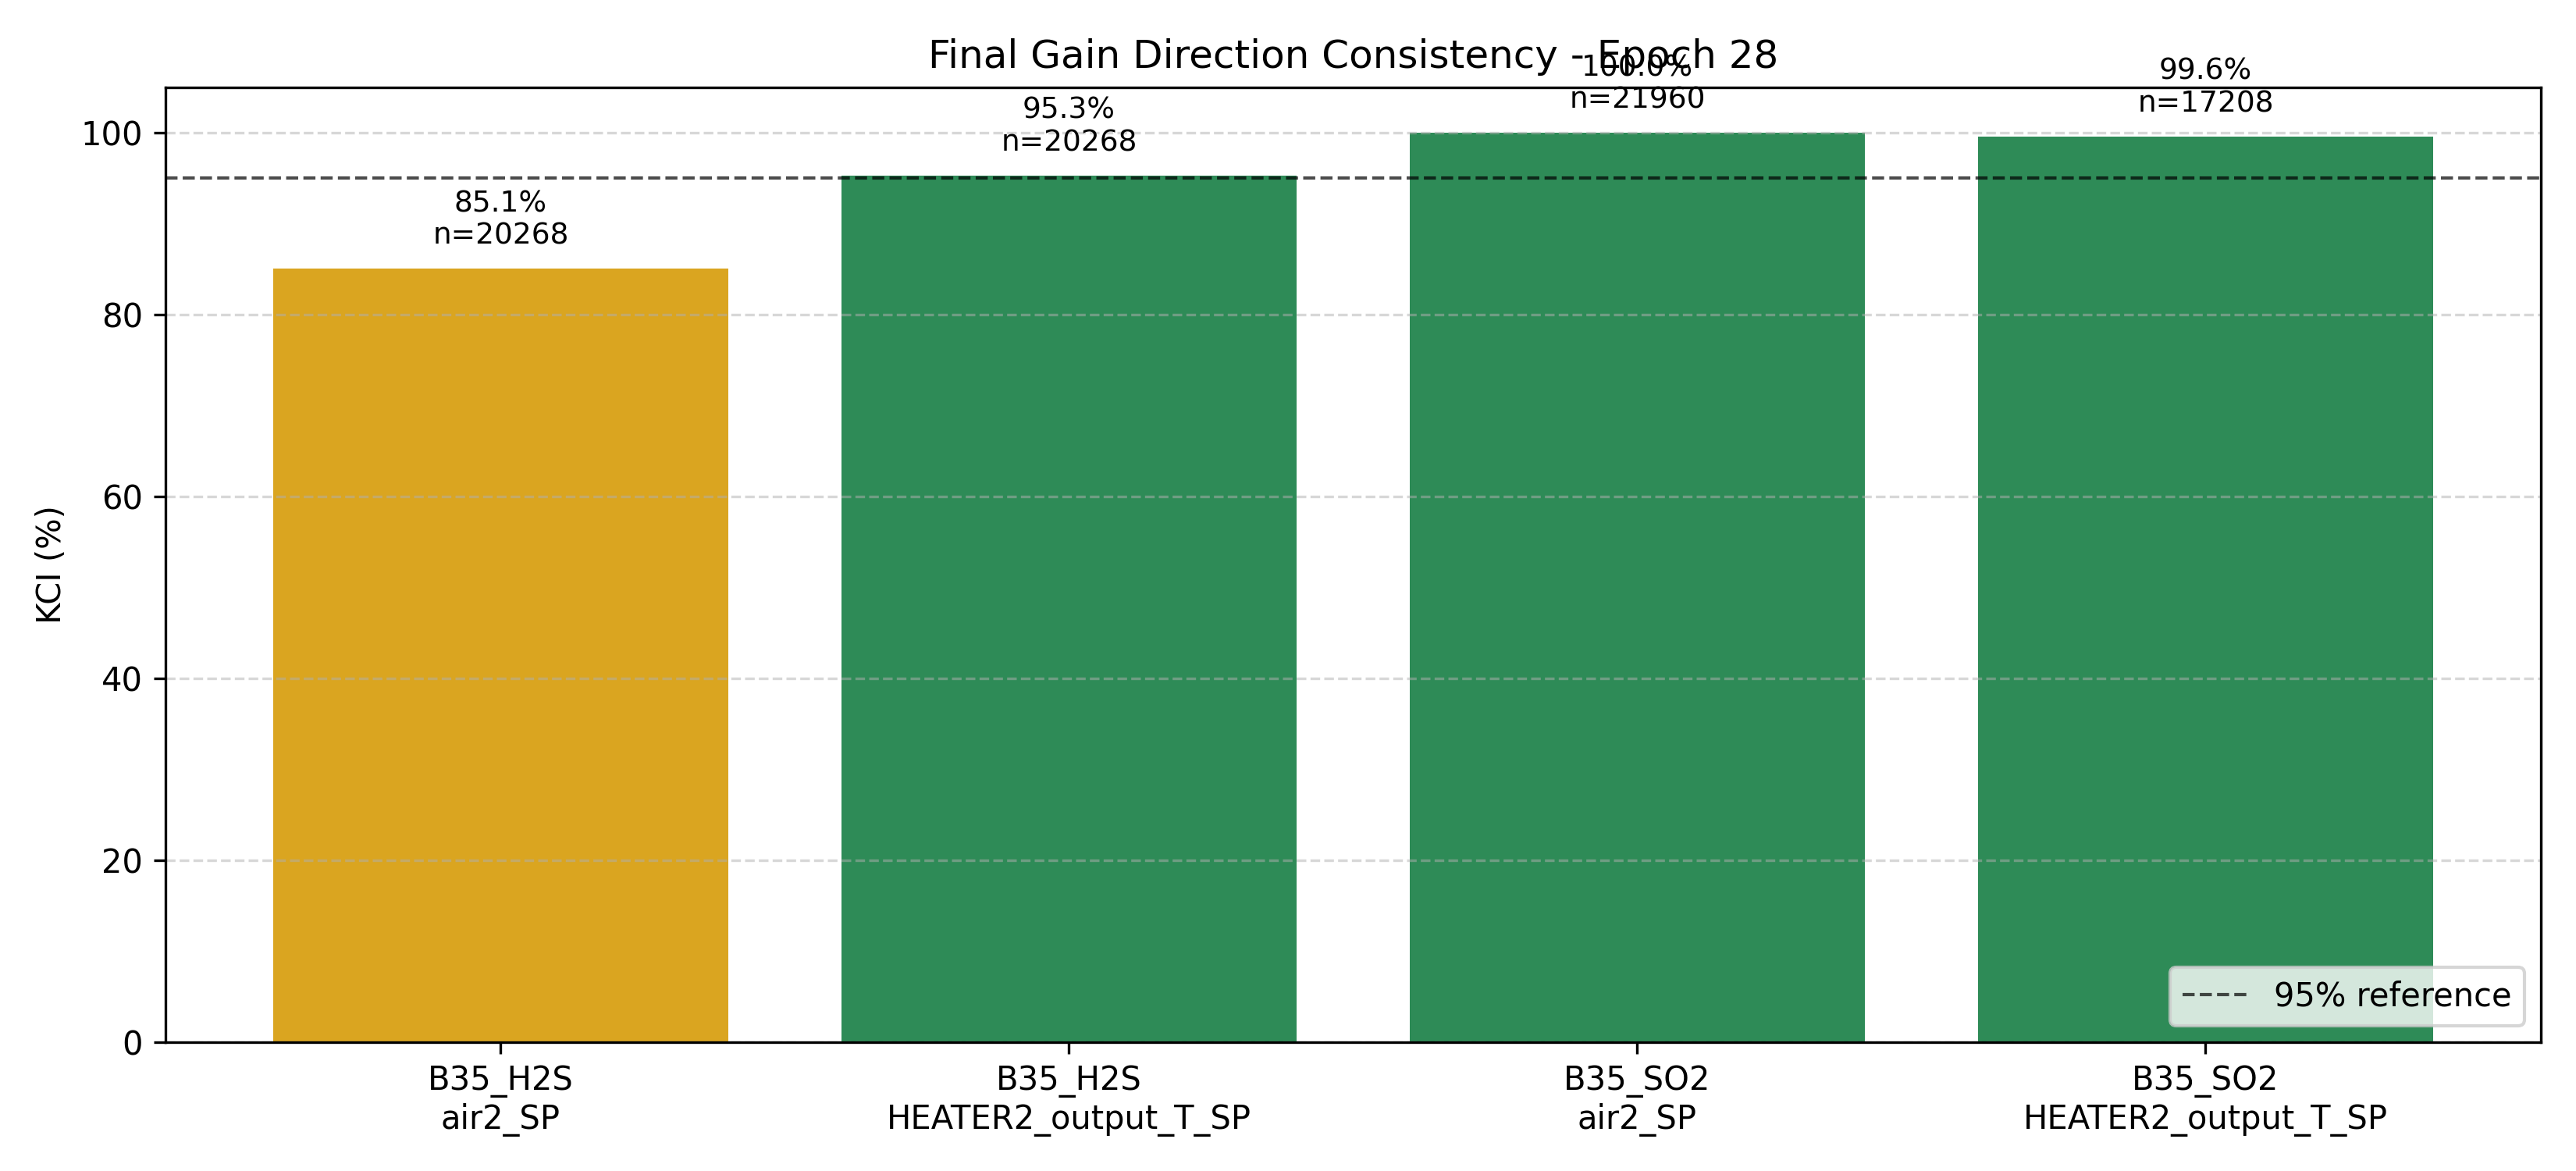 Final Gain Direction Consistency - Epoch 28
100.0%
n=21960
99.6%
n=17208
95.3%
n=20268
85.1%
n=20268
KCI (%)
100
80
60
40
20
0
95% reference
B35_H2S
air2_SP
B35_H2S
HEATER2_output_T_SP
B35_SO2
air2_SP
B35_SO2
HEATER2_output_T_SP